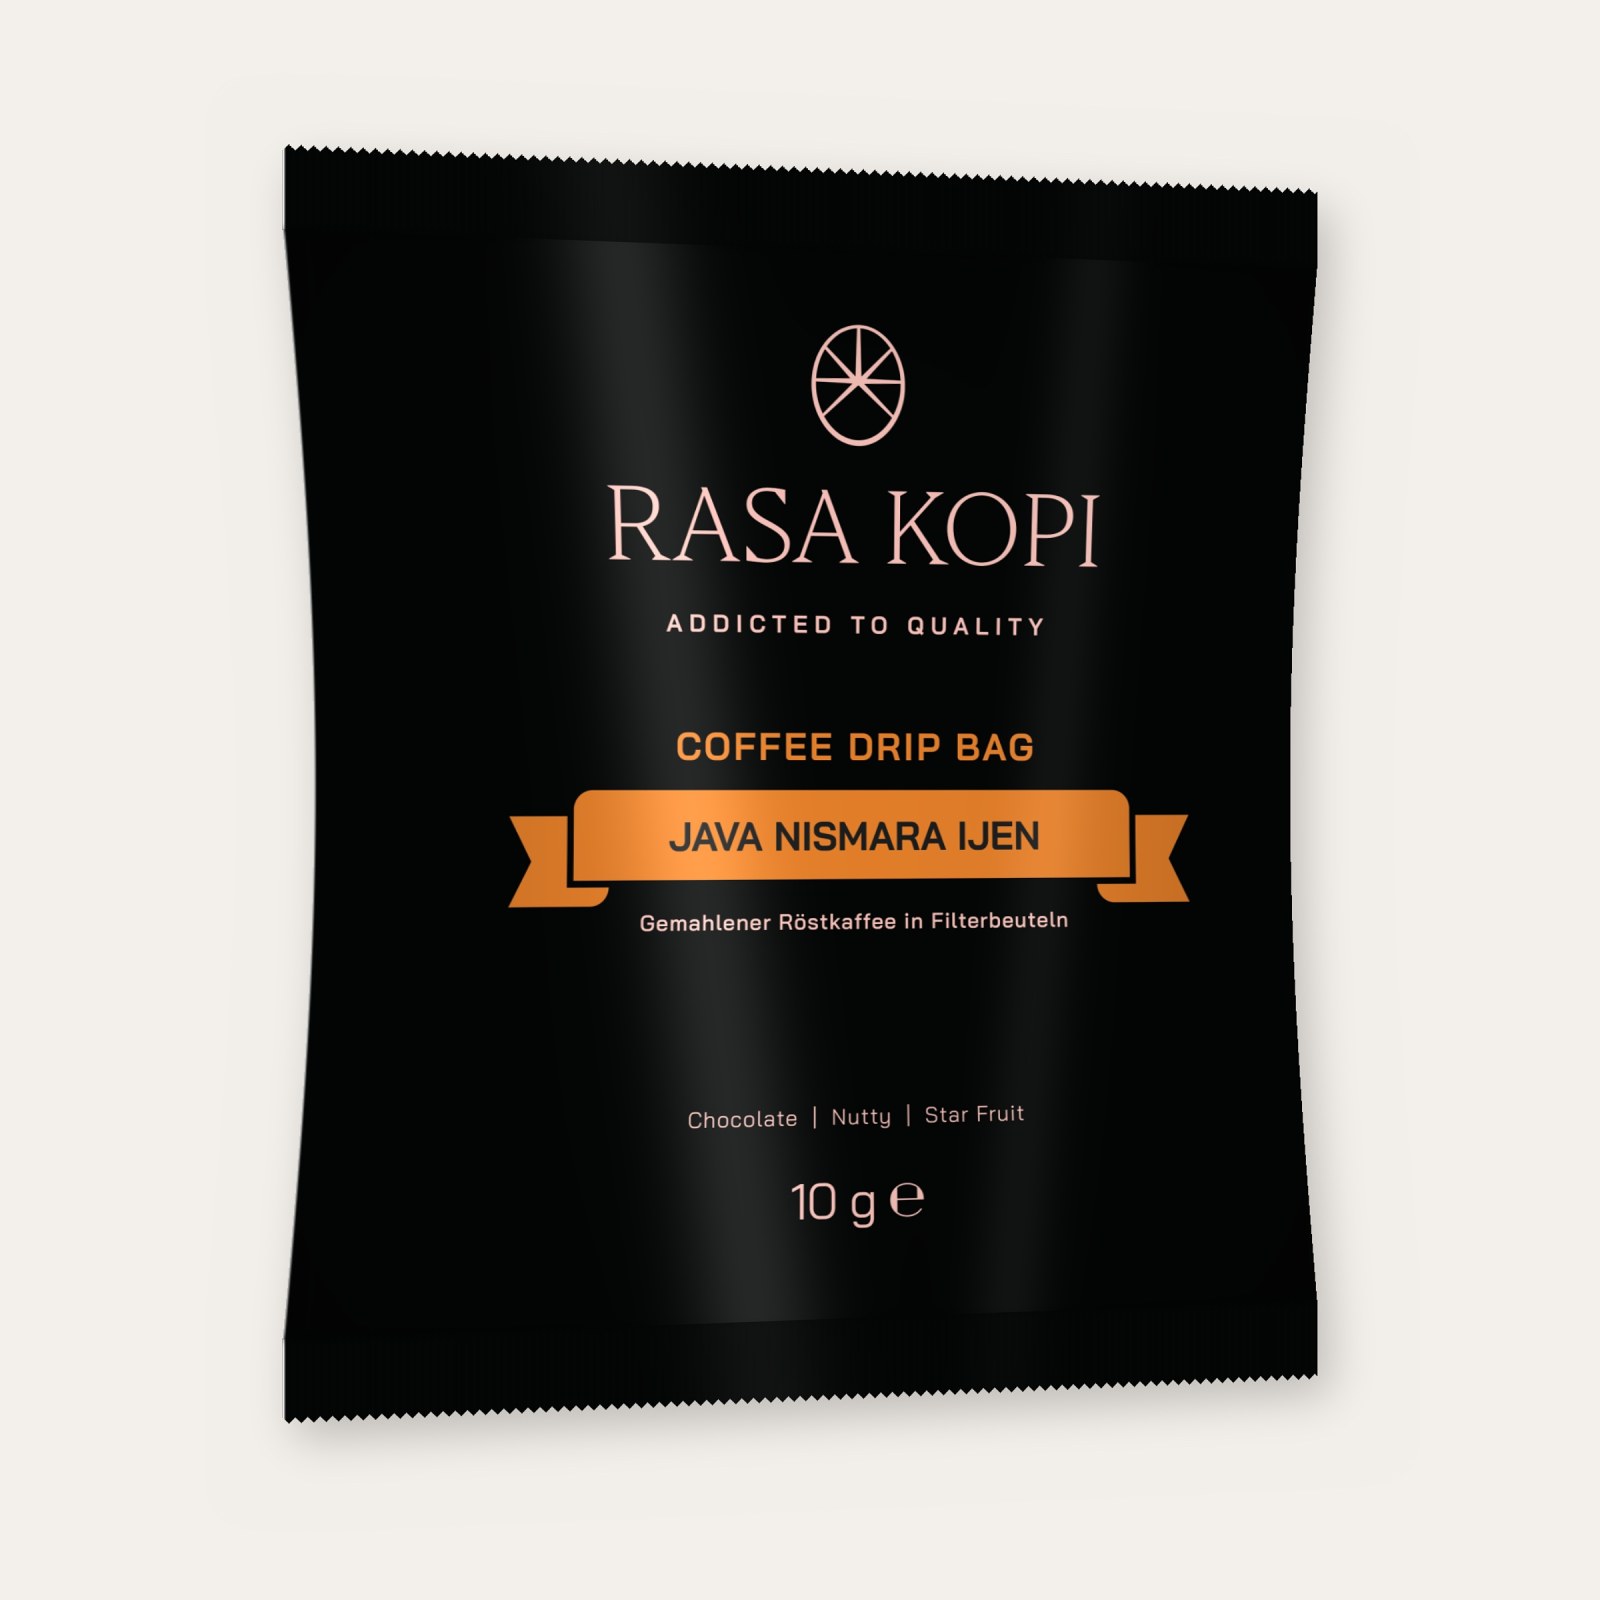 RASA KOPI
ADDICTED TO QUALITY
COFFEE DRIP BAG
JAVA NISMARA IJEN
Gemahlener Röstkaffee in Filterbeuteln
Chocolate | Nutty | Star Fruit
10 g ℮